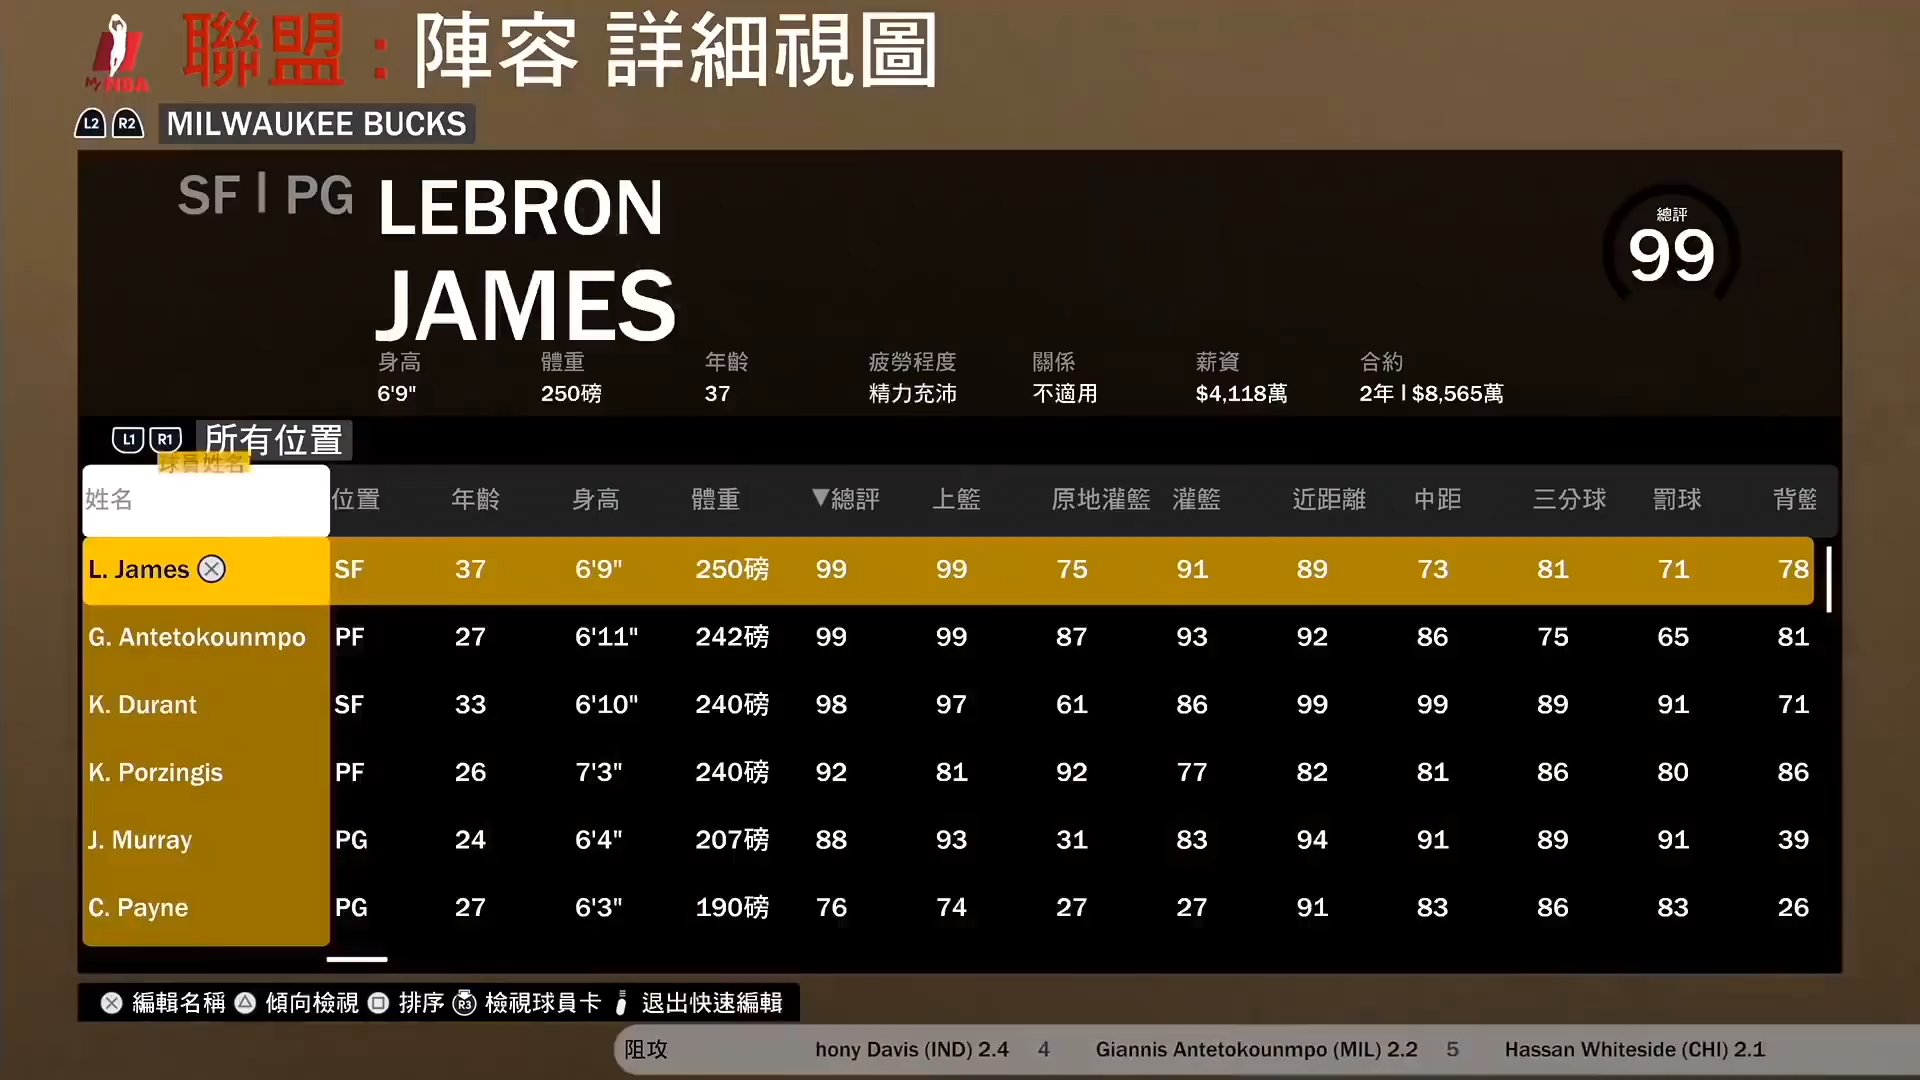 My NBA
聯盟 : 陣容 詳細視圖
L2 R2 MILWAUKEE BUCKS
SF | PG LEBRON
JAMES
總評
99
身高 體重 年齡 疲勞程度 關係 薪資 合約
6'9" 250磅 37 精力充沛 不適用 $4,118萬 2年 | $8,565萬
L1 R1 所有位置
球員姓名
姓名 位置 年齡 身高 體重 ▼總評 上籃 原地灌籃 灌籃 近距離 中距 三分球 罰球 背籃
L. James SF 37 6'9" 250磅 99 99 75 91 89 73 81 71 78
G. Antetokounmpo PF 27 6'11" 242磅 99 99 87 93 92 86 75 65 81
K. Durant SF 33 6'10" 240磅 98 97 61 86 99 99 89 91 71
K. Porzingis PF 26 7'3" 240磅 92 81 92 77 82 81 86 80 86
J. Murray PG 24 6'4" 207磅 88 93 31 83 94 91 89 91 39
C. Payne PG 27 6'3" 190磅 76 74 27 27 91 83 86 83 26
編輯名稱 傾向檢視 排序 R3 檢視球員卡 退出快速編輯
阻攻 hony Davis (IND) 2.4 4 Giannis Antetokounmpo (MIL) 2.2 5 Hassan Whiteside (CHI) 2.1